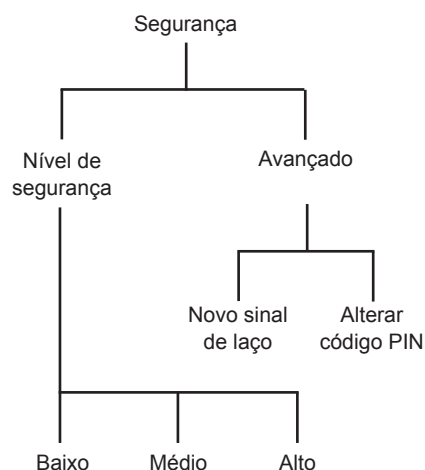 Segurança
Nível de
segurança
Avançado
Novo sinal
de laço
Alterar
código PIN
Baixo
Médio
Alto